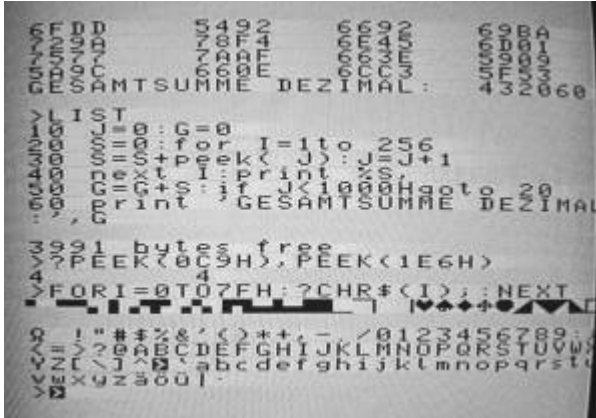 6FDD 5492 6692 69BA
729A 78F4 6E45 6D01
7AAF 663E 5909
5A9C 660E 6CC3 5F53
GESAMTSUMME DEZIMAL: 432060
>LIST
10 J=0:G=0
20 S=0:for I=1to 256
30 S=S+peek( J):J=J+1
40 next I:print %S,
50 G=G+S:if J<1000Hgoto 20
60 print 'GESAMTSUMME DEZIMAL
:',G
3991 bytes free
>?PEEK(0C9H),PEEK(1E6H)
4 4
>FORI=0TO7FH:?CHR$(I);:NEXT
Ω !"#$%&'()*+,-./0123456789:
<=>?@ABCDEFGHIJKLMNOPQRSTUVWX
YZ[\]^ `abcdefghijklmnopqrst
vwxyzäöü|
>